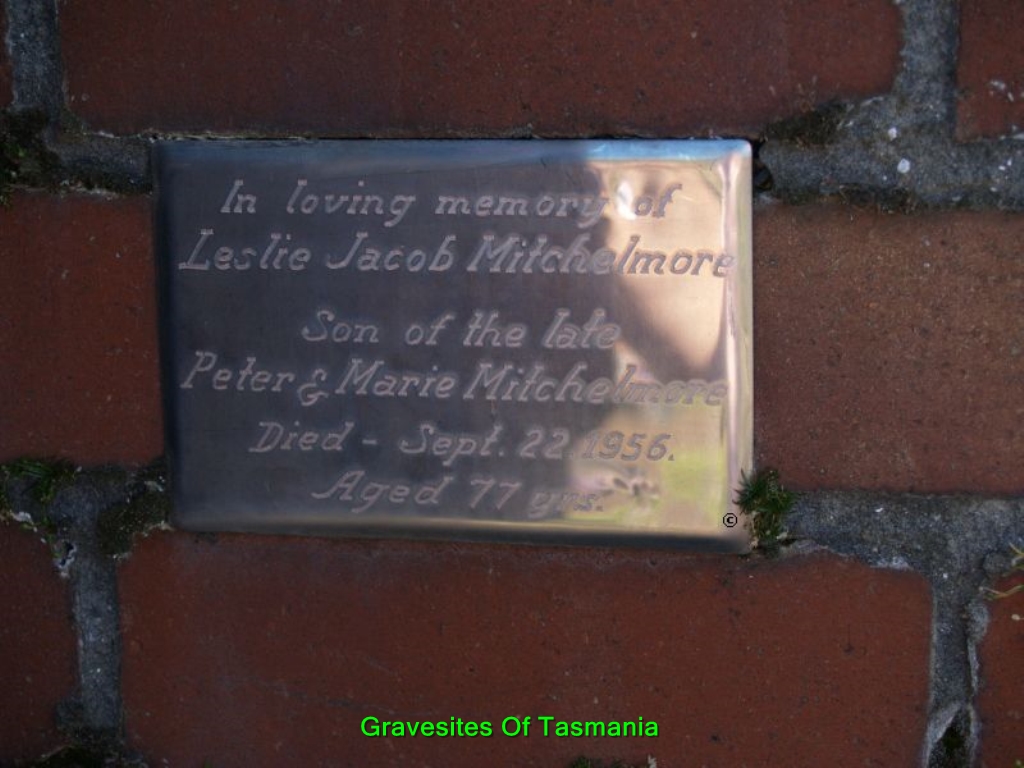 In loving memory of
Leslie Jacob Mitchelmore
Son of the late
Peter & Marie Mitchelmore
Died - Sept. 22. 1956.
Aged 77 yrs.
©
Gravesites Of Tasmania